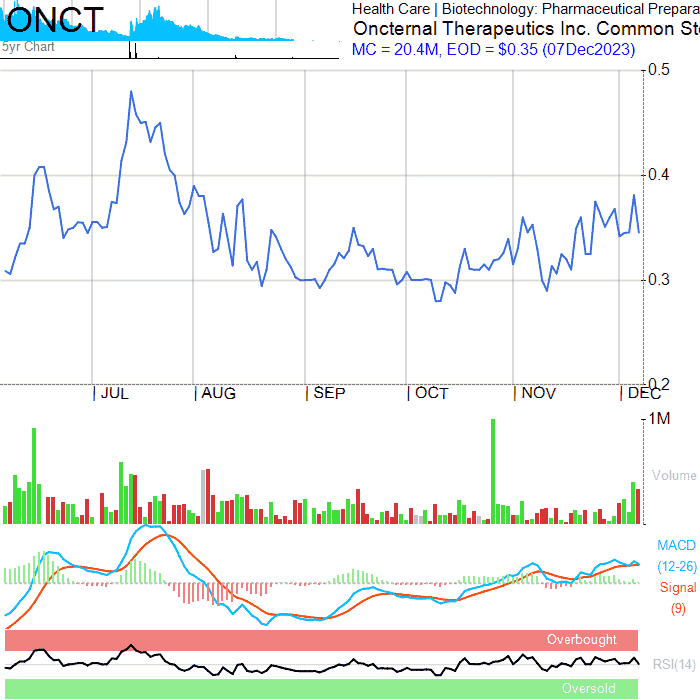 ONCT
5yr Chart
Health Care | Biotechnology: Pharmaceutical Prepara
Oncternal Therapeutics Inc. Common Sto
MC = 20.4M, EOD = $0.35 (07Dec2023)
0.5
0.4
0.3
0.2
| JUL | AUG | SEP | OCT | NOV | DEC
1M
Volume
MACD
(12-26)
Signal
(9)
Overbought
RSI(14)
Oversold